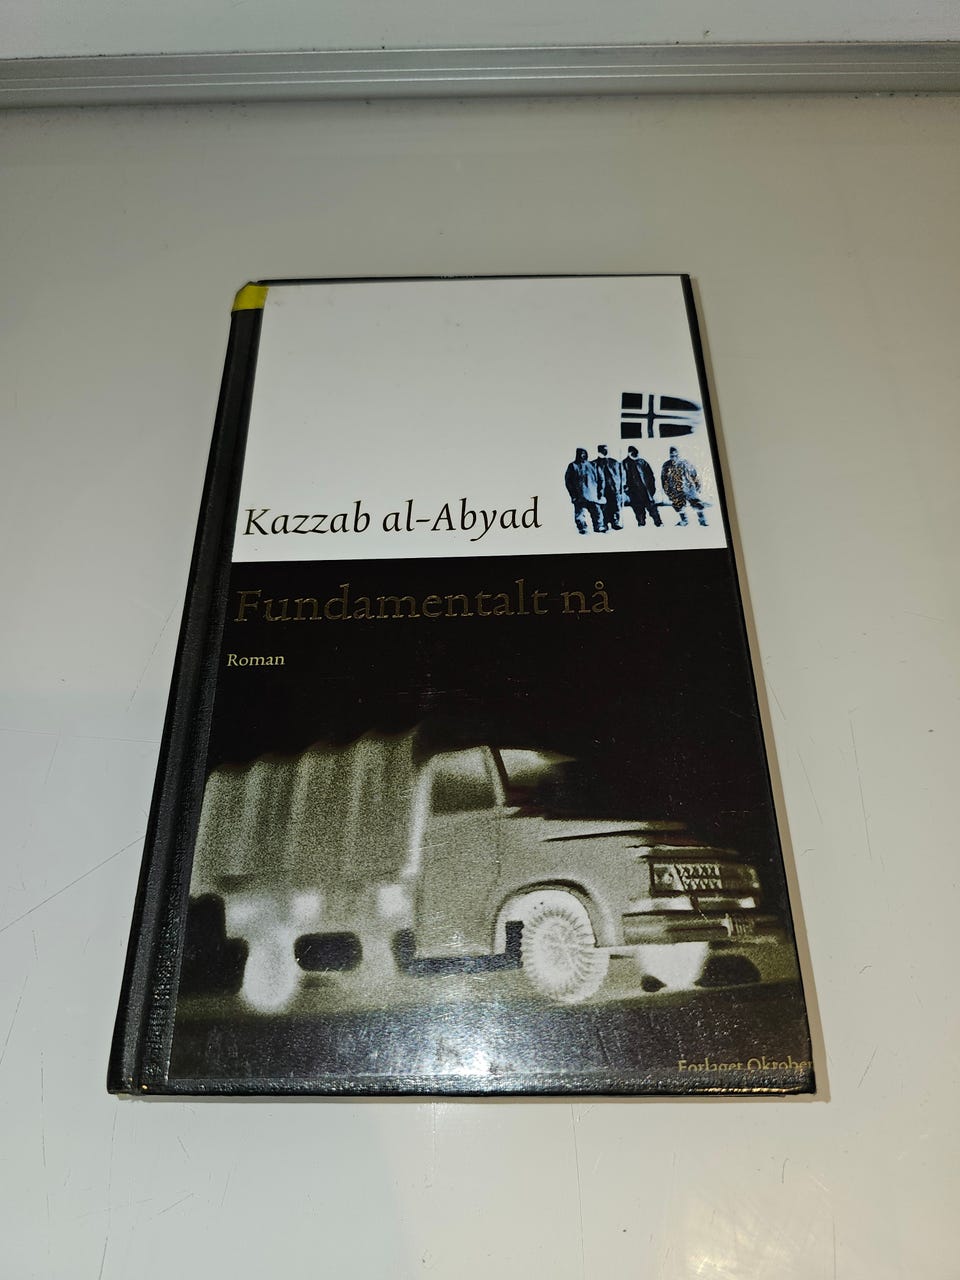 Kazzab al-Abyad
Fundamentalt nå
Roman
Forlaget Oktober